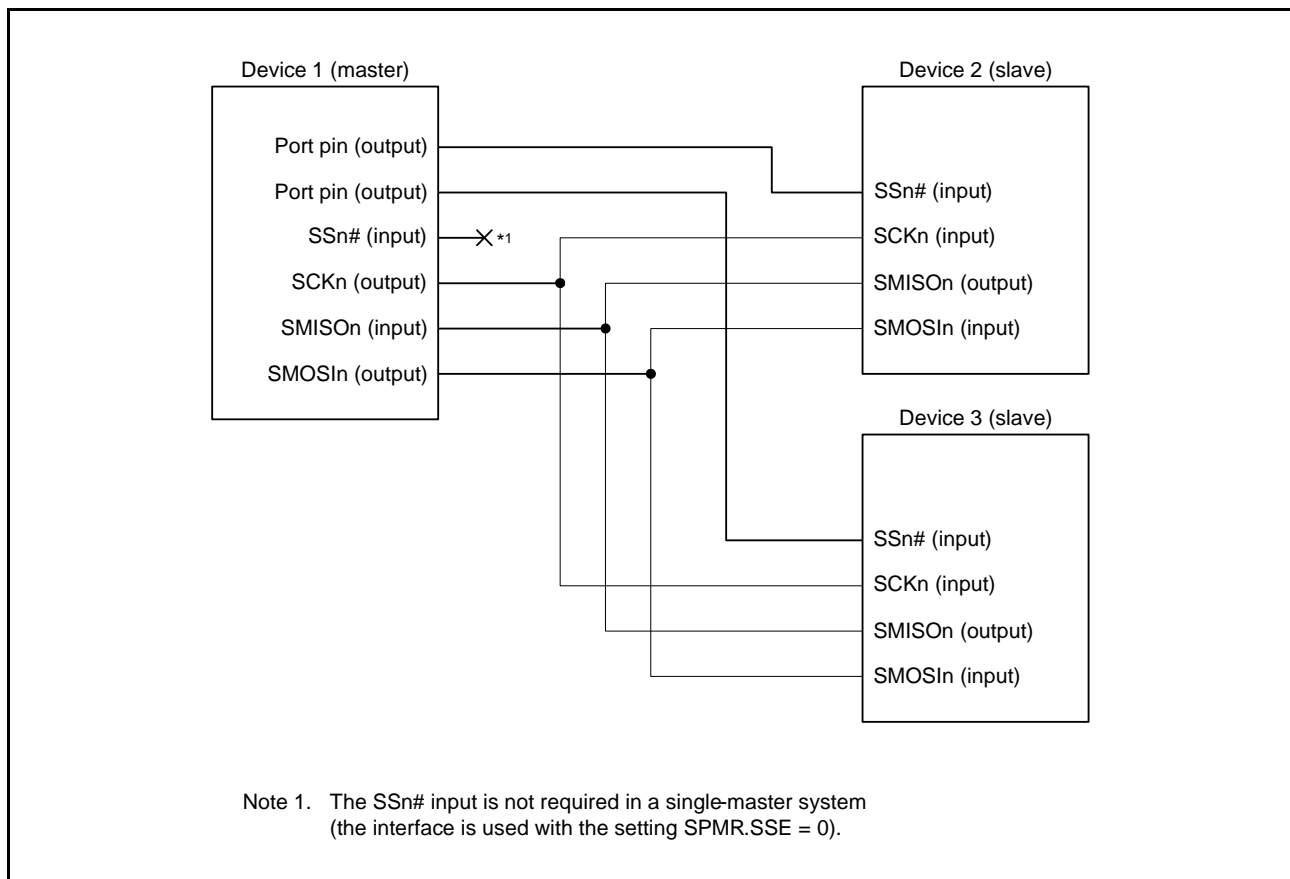 Device 1 (master)
Port pin (output)
Port pin (output)
SSn# (input)
*1
SCKn (output)
SMISOn (input)
SMOSIn (output)
Device 2 (slave)
SSn# (input)
SCKn (input)
SMISOn (output)
SMOSIn (input)
Device 3 (slave)
SSn# (input)
SCKn (input)
SMISOn (output)
SMOSIn (input)
Note 1. The SSn# input is not required in a single-master system
(the interface is used with the setting SPMR.SSE = 0).